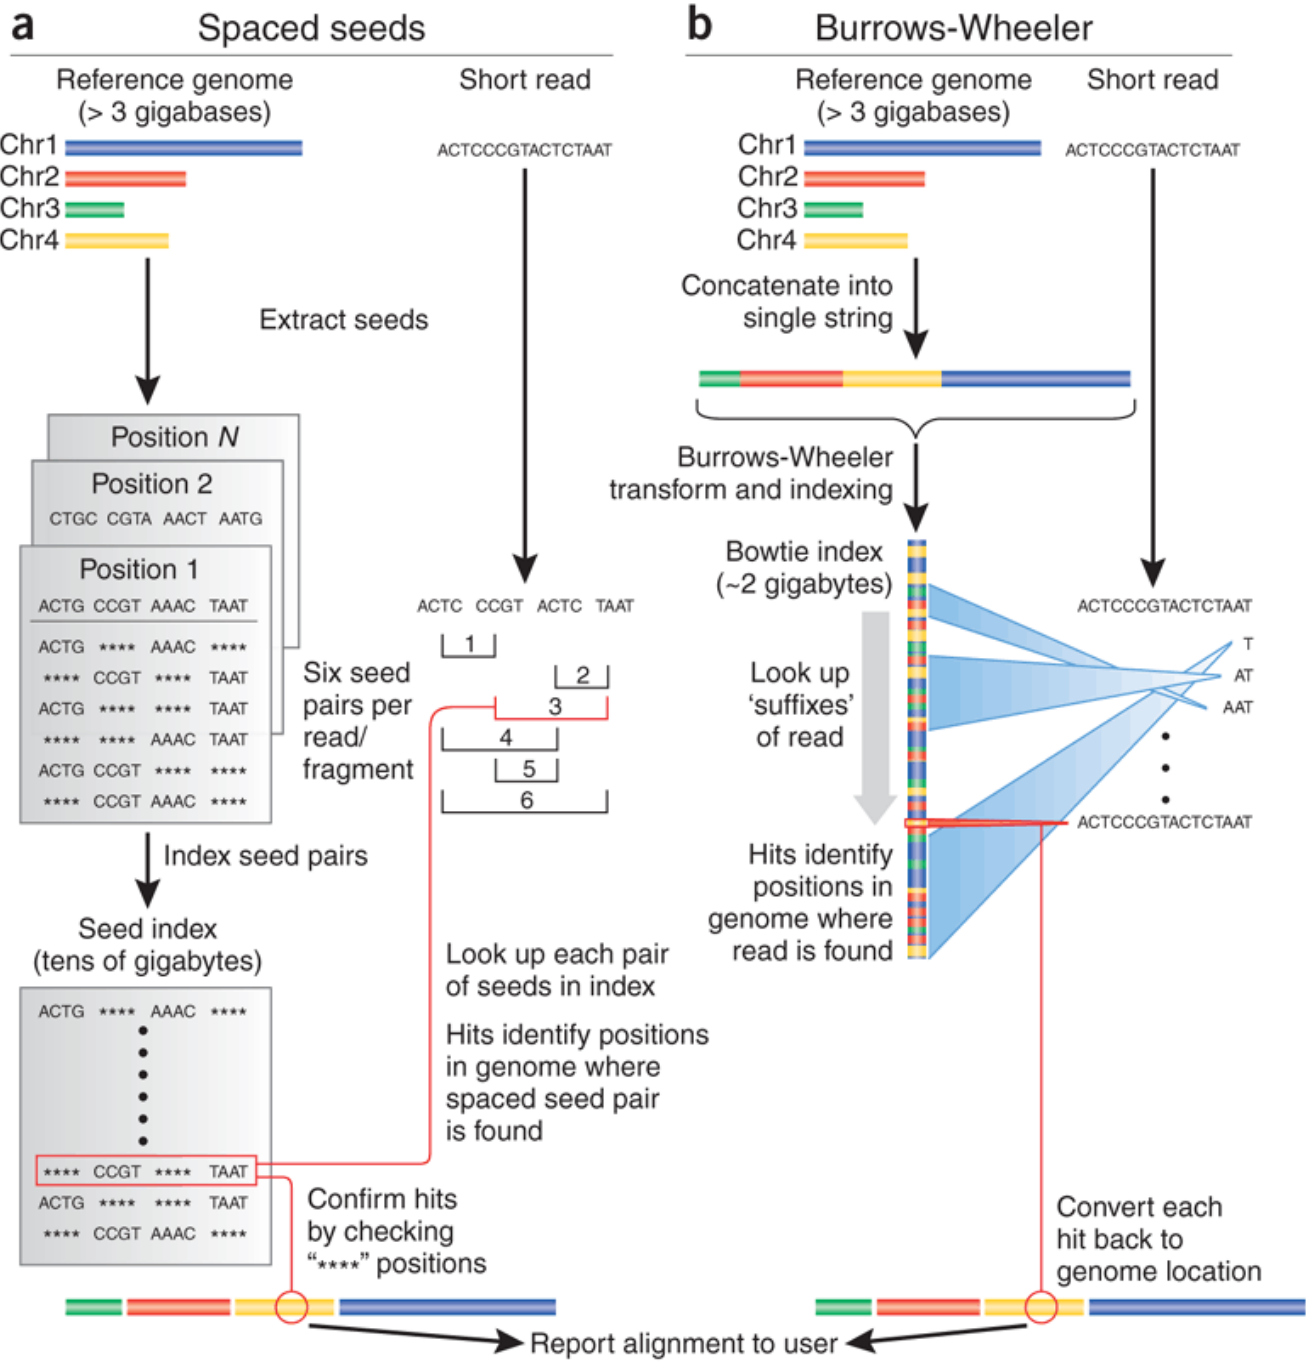 a Spaced seeds
Reference genome
(> 3 gigabases)
Short read
Chr1
Chr2
Chr3
Chr4
ACTCCCGTACTCTAAT
Extract seeds
Position N
Position 2
CTGC CGTA AACT AATG
Position 1
ACTG CCGT AAAC TAAT
ACTG **** AAAC ****
**** CCGT **** TAAT
ACTG **** **** TAAT
**** **** AAAC TAAT
ACTG CCGT **** ****
**** CCGT AAAC ****
Six seed
pairs per
read/
fragment
ACTC CCGT ACTC TAAT
1
2
3
4
5
6
Index seed pairs
Seed index
(tens of gigabytes)
ACTG **** AAAC ****
**** CCGT **** TAAT
ACTG **** **** TAAT
**** CCGT AAAC ****
Look up each pair
of seeds in index
Hits identify positions
in genome where
spaced seed pair
is found
Confirm hits
by checking
“****” positions
b Burrows-Wheeler
Reference genome
(> 3 gigabases)
Short read
Chr1
Chr2
Chr3
Chr4
ACTCCCGTACTCTAAT
Concatenate into
single string
Burrows-Wheeler
transform and indexing
Bowtie index
(~2 gigabytes)
Look up
‘suffixes’
of read
ACTCCCGTACTCTAAT
T
AT
AAT
ACTCCCGTACTCTAAT
Hits identify
positions in
genome where
read is found
Convert each
hit back to
genome location
Report alignment to user